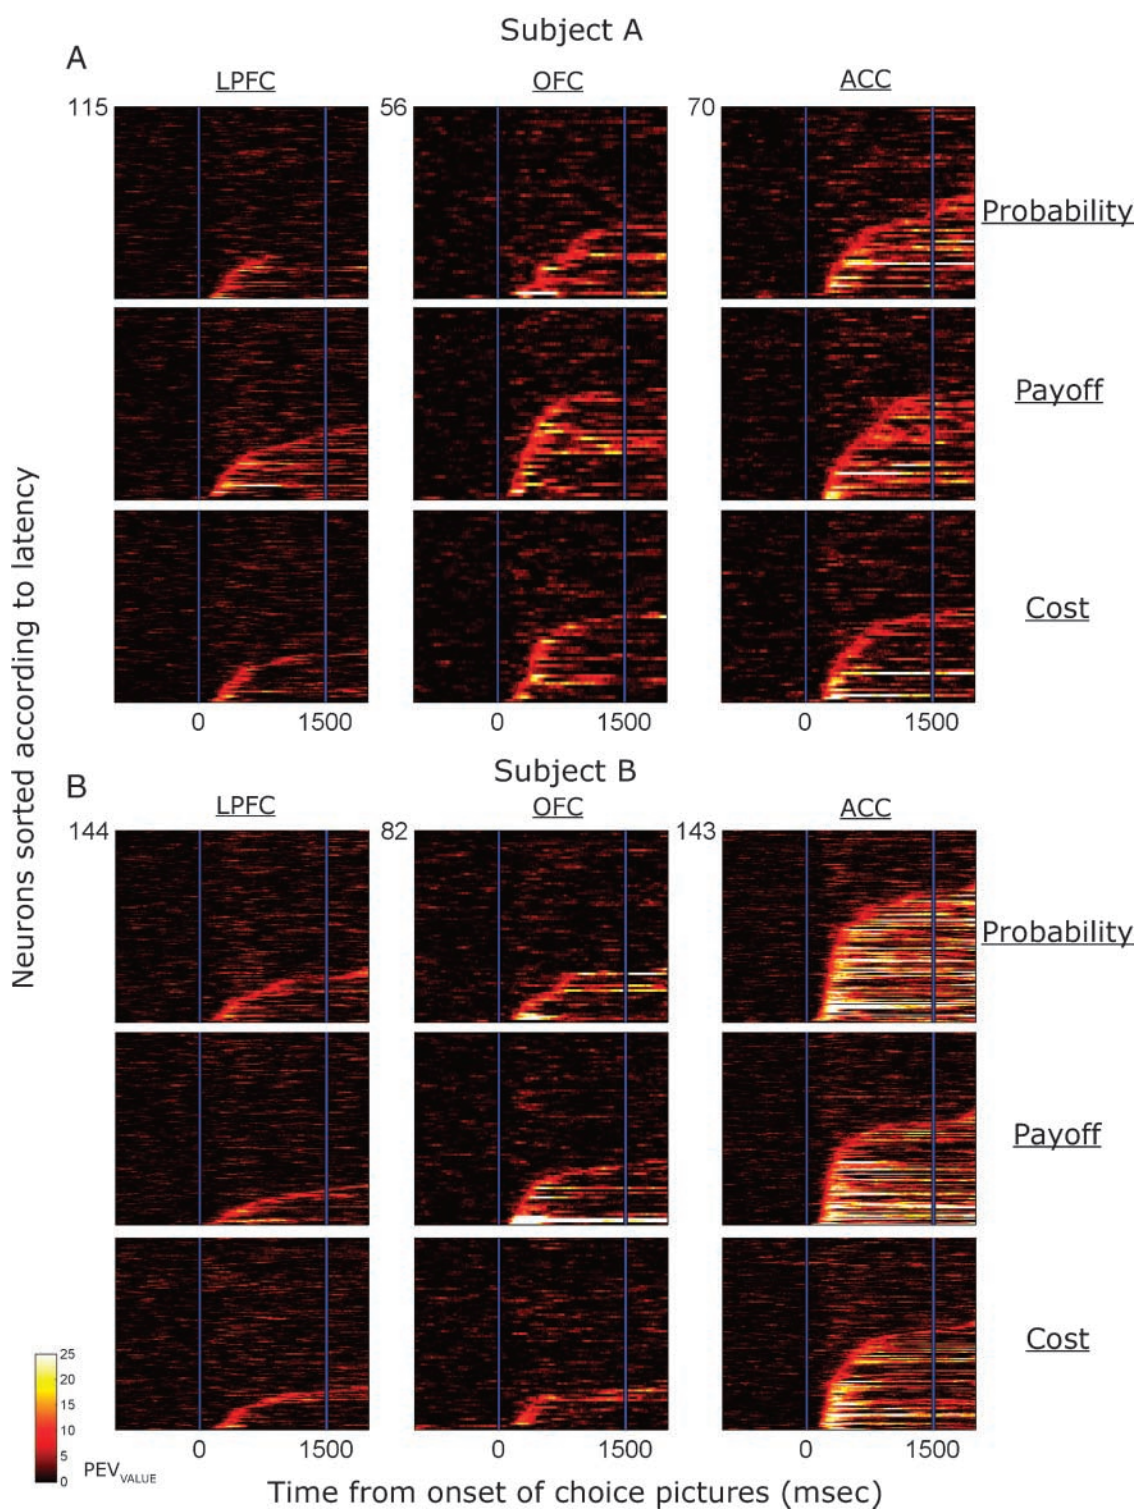 Subject A
A
LPFC
OFC
ACC
115
56
70
Probability
Payoff
Cost
0
1500
0
1500
0
1500
Neurons sorted according to latency
Subject B
B
LPFC
OFC
ACC
144
82
143
Probability
Payoff
Cost
25
20
15
10
5
0
PEV VALUE
0
1500
0
1500
0
1500
Time from onset of choice pictures (msec)